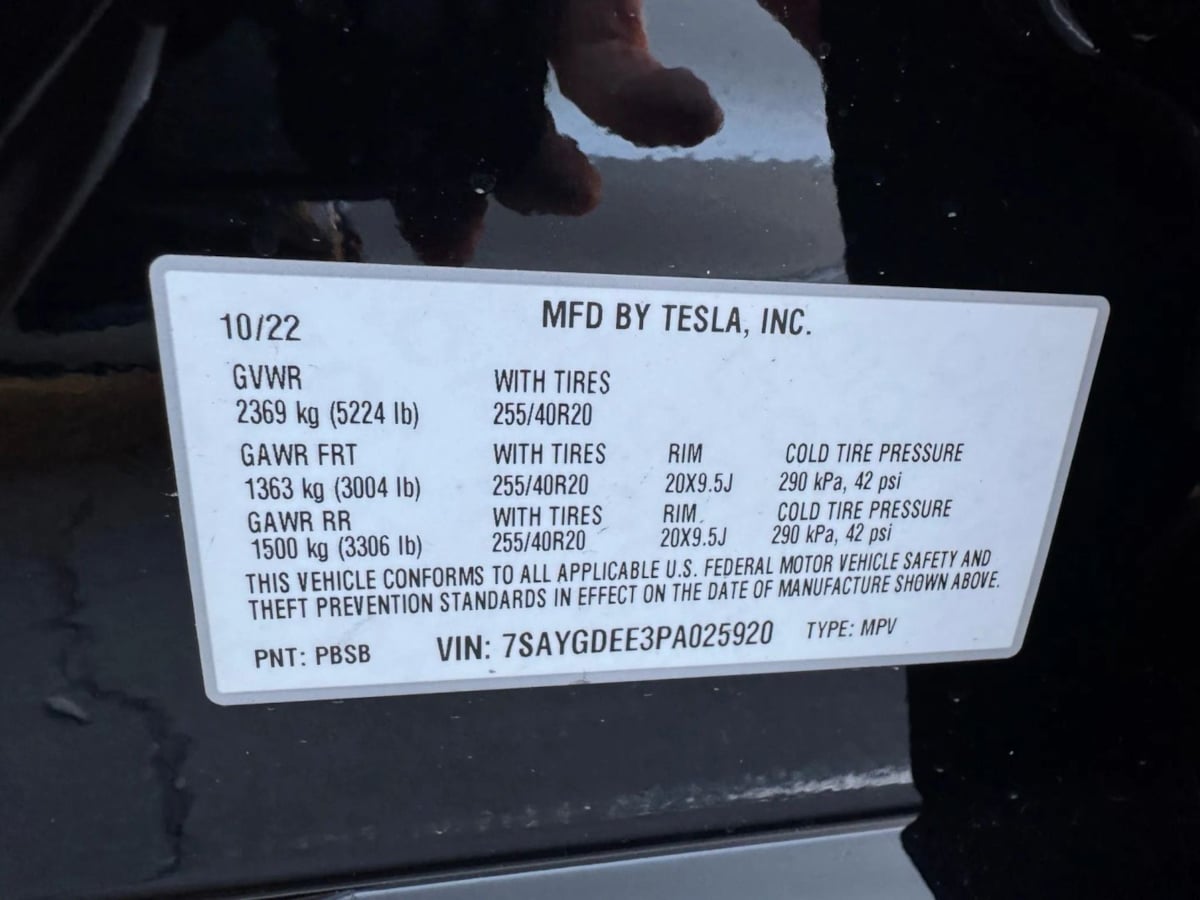 MFD BY TESLA, INC.
10/22
GVWR WITH TIRES
2369 kg (5224 lb) 255/40R20
GAWR FRT WITH TIRES RIM COLD TIRE PRESSURE
1363 kg (3004 lb) 255/40R20 20X9.5J 290 kPa, 42 psi
GAWR RR WITH TIRES RIM COLD TIRE PRESSURE
1500 kg (3306 lb) 255/40R20 20X9.5J 290 kPa, 42 psi
THIS VEHICLE CONFORMS TO ALL APPLICABLE U.S. FEDERAL MOTOR VEHICLE SAFETY AND
THEFT PREVENTION STANDARDS IN EFFECT ON THE DATE OF MANUFACTURE SHOWN ABOVE.
PNT: PBSB VIN: 7SAYGDEE3PA025920 TYPE: MPV